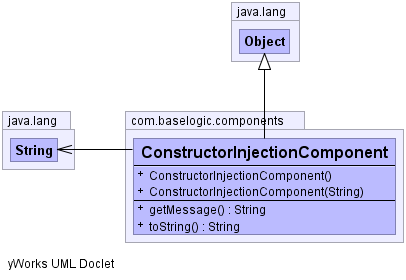 java.lang
Object
java.lang
String
com.baselogic.components
ConstructorInjectionComponent
+ ConstructorInjectionComponent()
+ ConstructorInjectionComponent(String)
+ getMessage() : String
+ toString() : String
yWorks UML Doclet